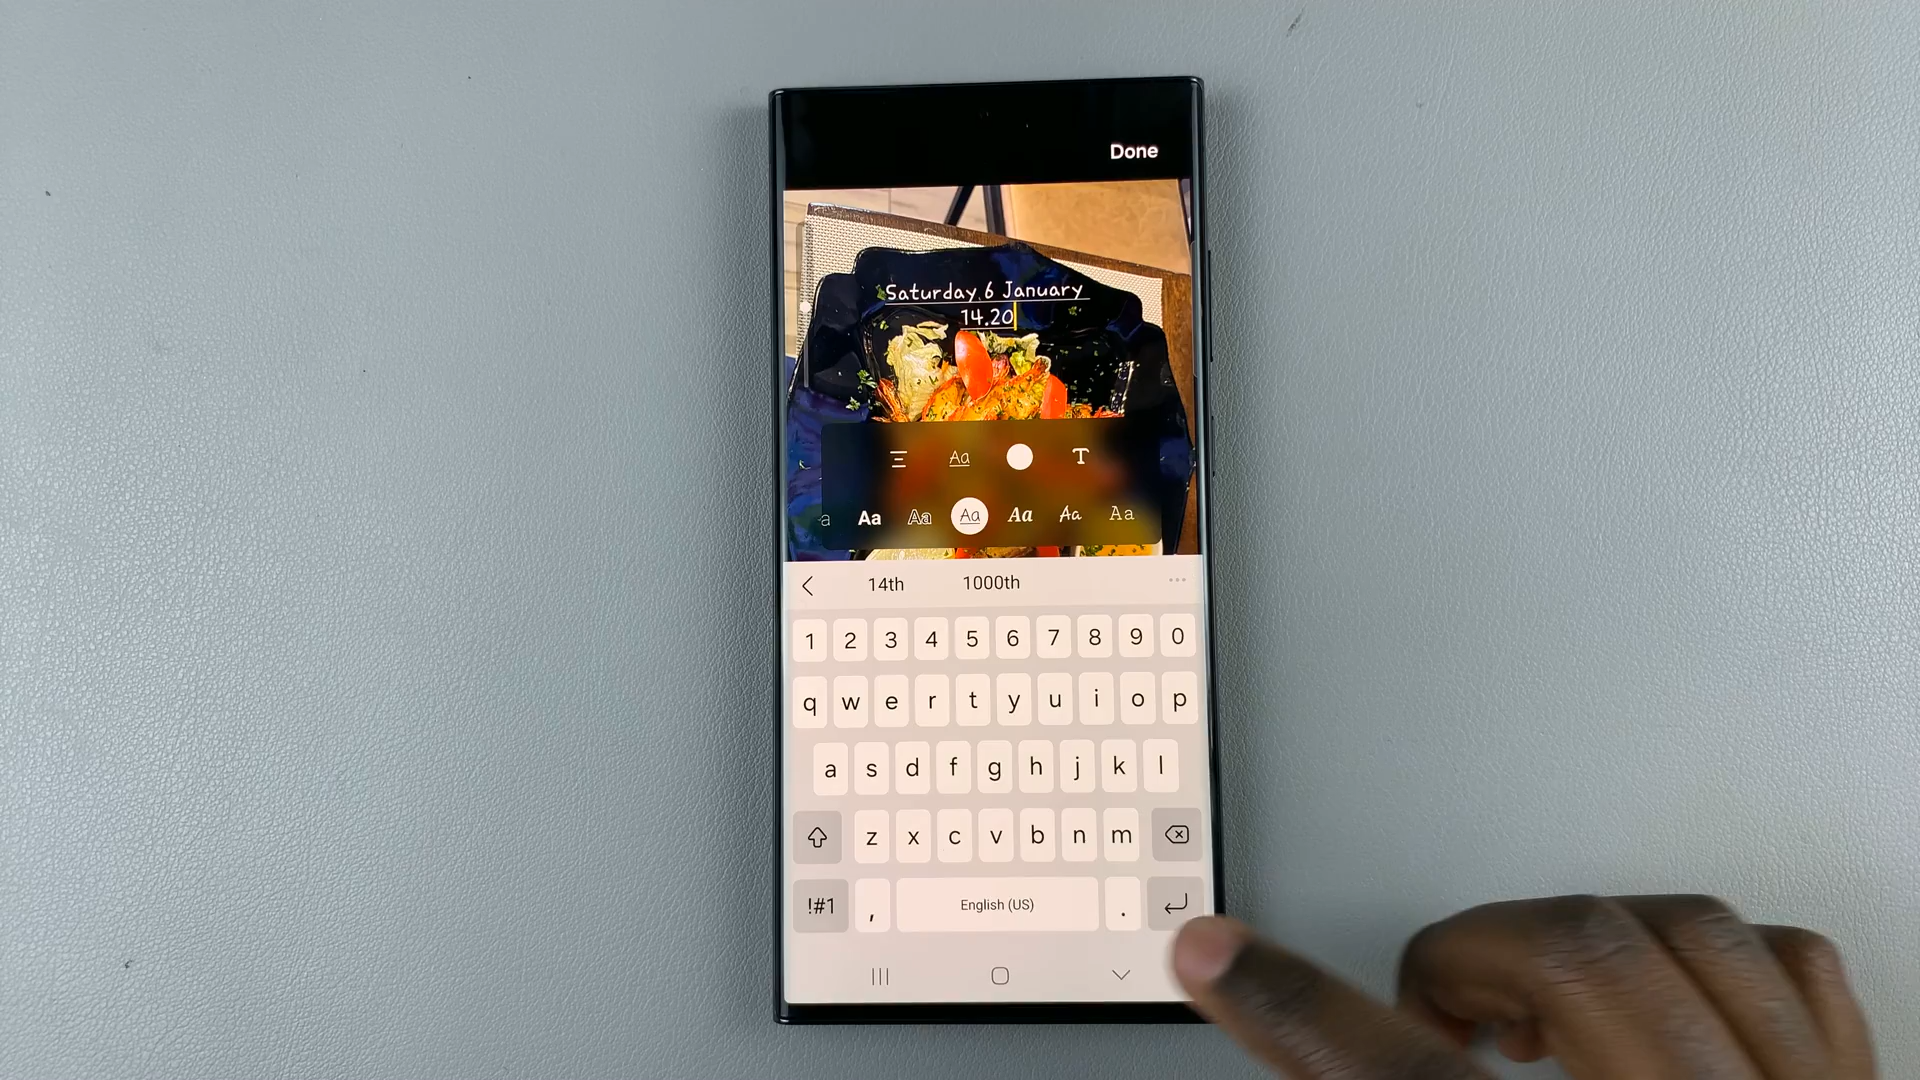 Done
Saturday 6 January
14.20
Aa T
a Aa Aa Aa Aa Aa Aa
14th 1000th ...
1 2 3 4 5 6 7 8 9 0
q w e r t y u i o p
a s d f g h j k l
z x c v b n m
!#1 , English (US) .